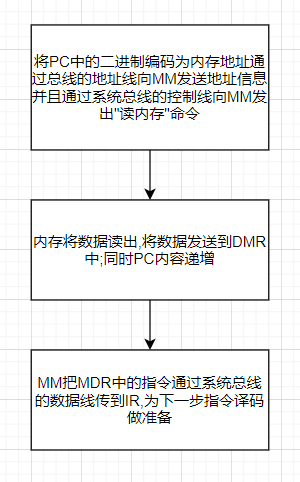 将PC中的二进制编码为内存地址通
过总线的地址线向MM发送地址信息
并且通过系统总线的控制线向MM发
出"读内存"命令
内存将数据读出,将数据发送到DMR
中;同时PC内容递增
MM把MDR中的指令通过系统总线
的数据线传到IR,为下一步指令译码
做准备